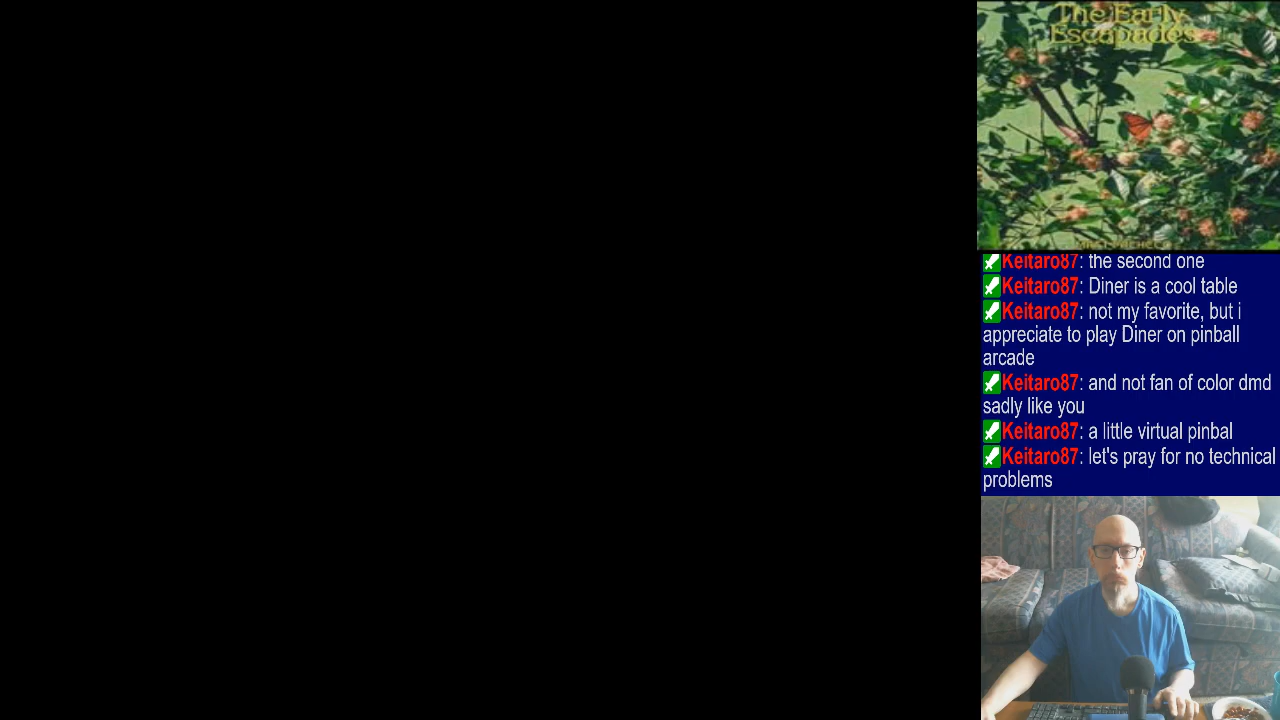 The Early
Escapades
Keitaro87: the second one
Keitaro87: Diner is a cool table
Keitaro87: not my favorite, but i
appreciate to play Diner on pinball
arcade
Keitaro87: and not fan of color dmd
sadly like you
Keitaro87: a little virtual pinbal
Keitaro87: let's pray for no technical
problems